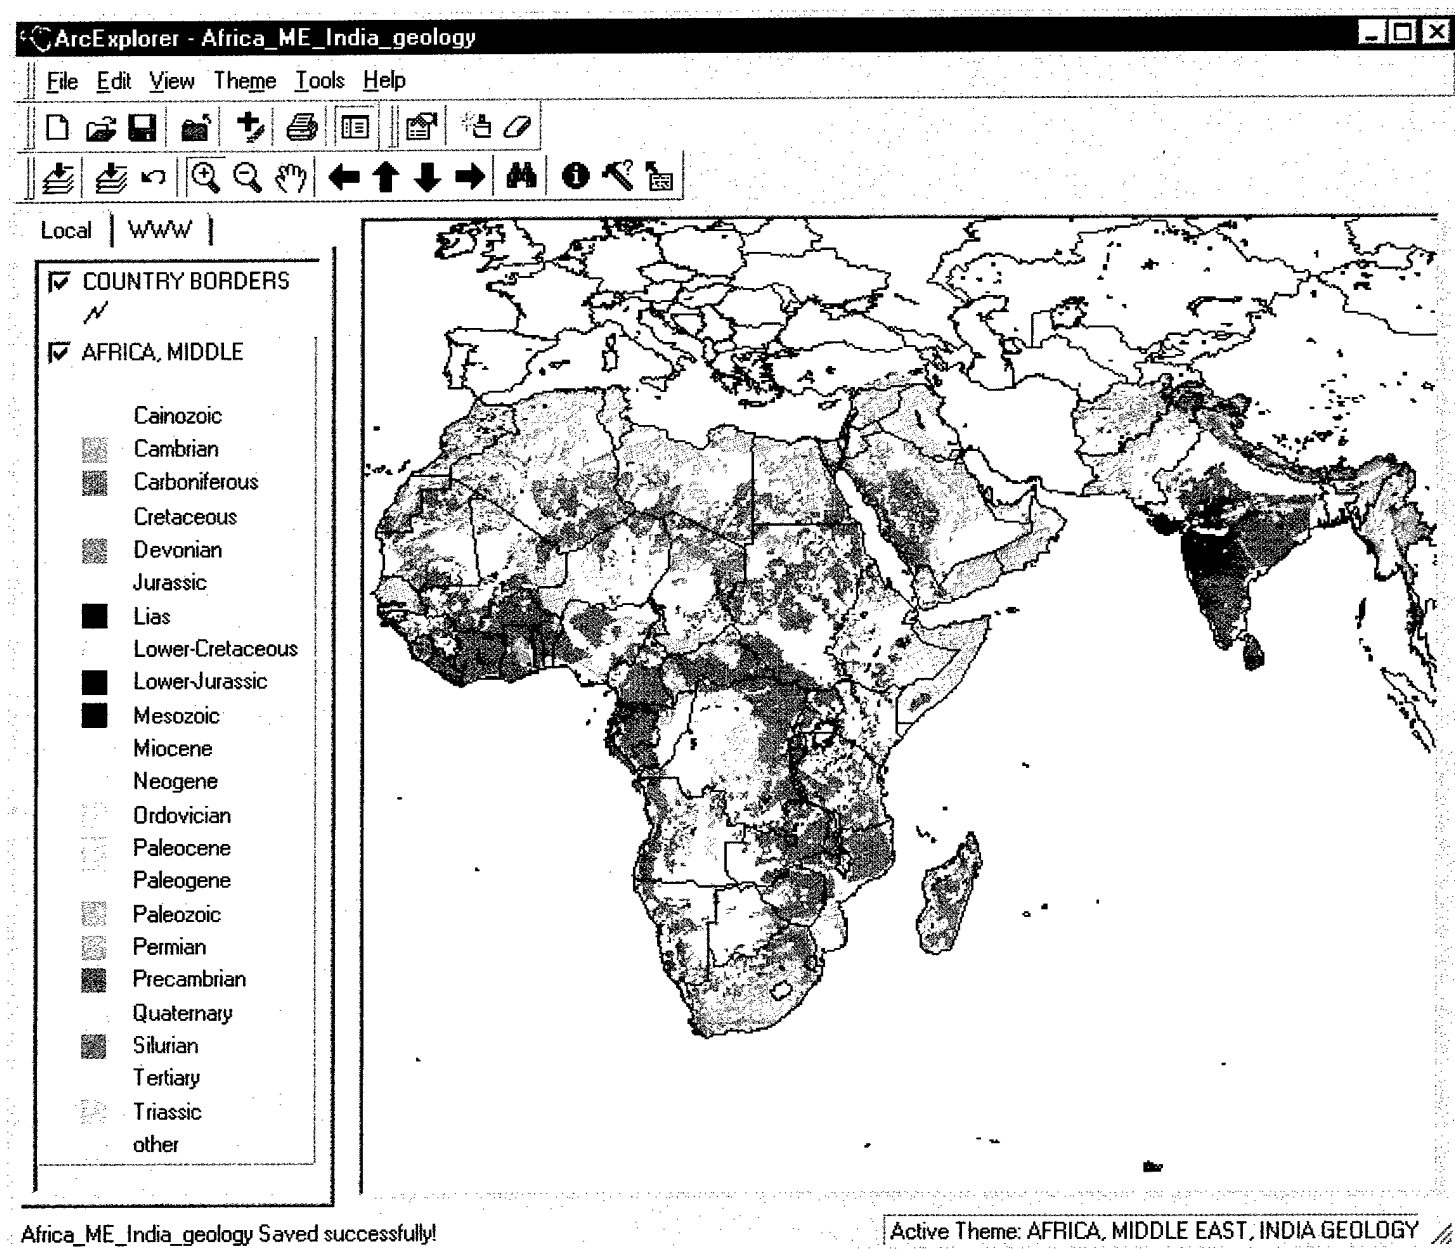 ArcExplorer - Africa_ME_India_geology
File Edit View Theme Tools Help
Local WWW
COUNTRY BORDERS
AFRICA, MIDDLE
Cainozoic
Cambrian
Carboniferous
Cretaceous
Devonian
Jurassic
Lias
Lower-Cretaceous
Lower-Jurassic
Mesozoic
Miocene
Neogene
Ordovician
Paleocene
Paleogene
Paleozoic
Permian
Precambrian
Quaternary
Silurian
Tertiary
Triassic
other
Africa_ME_India_geology Saved successfully!
Active Theme: AFRICA, MIDDLE EAST, INDIA GEOLOGY